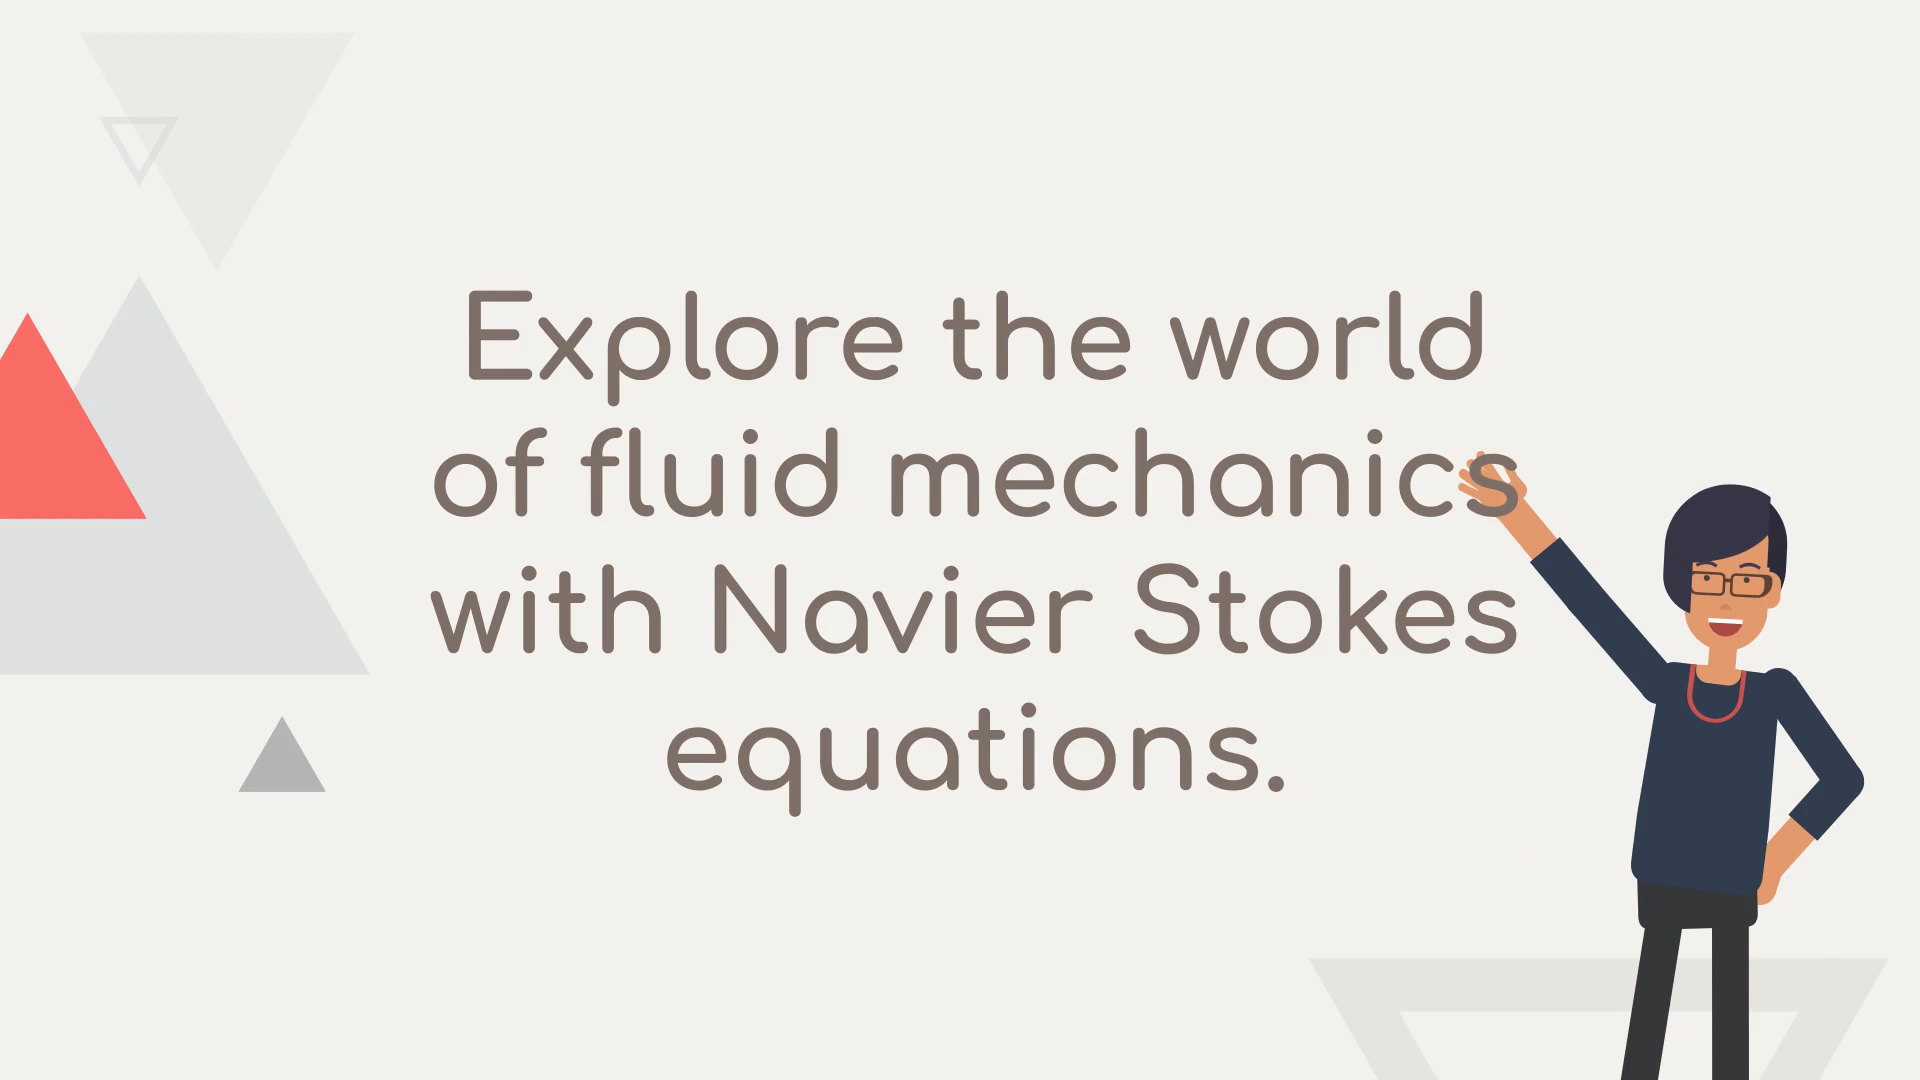 Explore the world
of fluid mechanics
with Navier Stokes
equations.